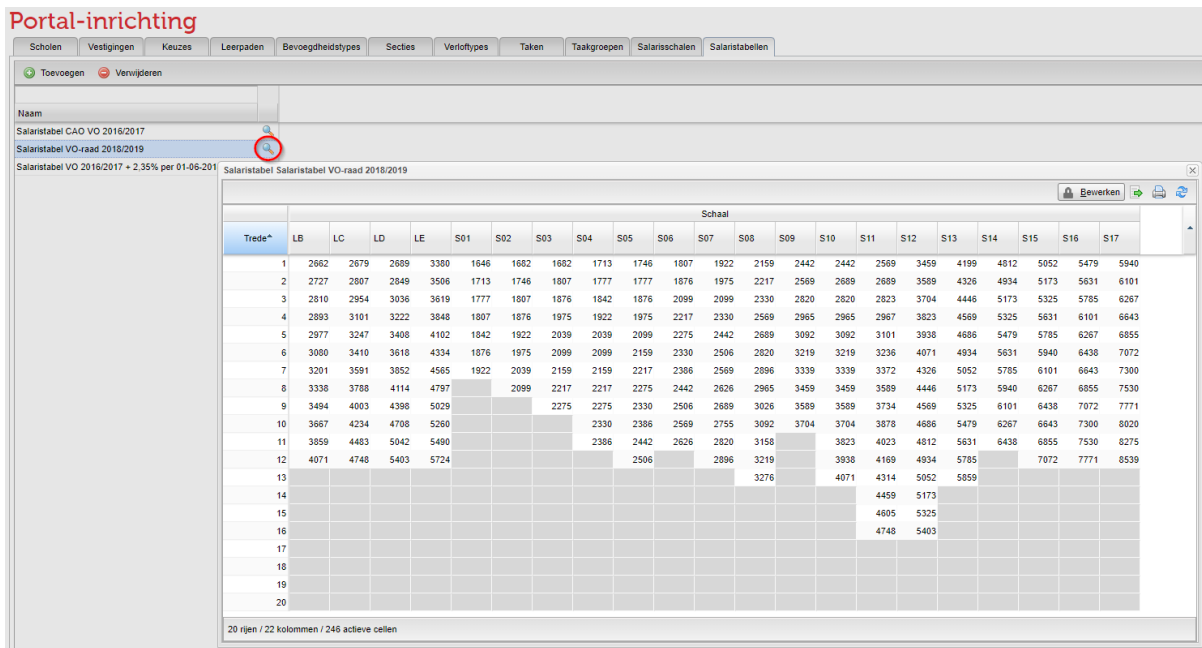 Portal-inrichting
Scholen Vestigingen Keuzes Leerpaden Bevoegdheidstypes Secties Verloftypes Taken Taakgroepen Salarisschalen Salaristabellen
Toevoegen Verwijderen
Naam
Salaristabel CAO VO 2016/2017
Salaristabel VO-raad 2018/2019
Salaristabel VO 2016/2017 + 2,35% per 01-06-201
Salaristabel Salaristabel VO-raad 2018/2019
Bewerken
Schaal
Trede LB LC LD LE S01 S02 S03 S04 S05 S06 S07 S08 S09 S10 S11 S12 S13 S14 S15 S16 S17
1 2662 2679 2689 3380 1646 1682 1682 1713 1746 1807 1922 2159 2442 2442 2569 3459 4199 4812 5052 5479 5940
2 2727 2807 2849 3506 1713 1746 1807 1777 1777 1876 1975 2217 2569 2689 2689 3589 4326 4934 5173 5631 6101
3 2810 2954 3036 3619 1777 1807 1876 1842 1876 2099 2099 2330 2820 2820 2823 3704 4446 5173 5325 5785 6267
4 2893 3101 3222 3848 1807 1876 1975 1922 1975 2217 2330 2569 2965 2965 2967 3823 4569 5325 5631 6101 6643
5 2977 3247 3408 4102 1842 1922 2039 2039 2099 2275 2442 2689 3092 3092 3101 3938 4686 5479 5785 6267 6855
6 3080 3410 3618 4334 1876 1975 2099 2099 2159 2330 2506 2820 3219 3219 3236 4071 4934 5631 5940 6438 7072
7 3201 3591 3852 4565 1922 2039 2159 2159 2217 2386 2569 2896 3339 3339 3372 4326 5052 5785 6101 6643 7300
8 3338 3788 4114 4797 2099 2217 2217 2275 2442 2626 2965 3459 3459 3589 4446 5173 5940 6267 6855 7530
9 3494 4003 4398 5029 2275 2275 2330 2506 2689 3026 3589 3589 3734 4569 5325 6101 6438 7072 7771
10 3667 4234 4708 5260 2330 2386 2569 2755 3092 3704 3704 3878 4686 5479 6267 6643 7300 8020
11 3859 4483 5042 5490 2386 2442 2626 2820 3158 3823 4023 4812 5631 6438 6855 7530 8275
12 4071 4748 5403 5724 2506 2896 3219 3938 4169 4934 5785 7072 7771 8539
13 3276 4071 4314 5052 5859
14 4459 5173
15 4605 5325
16 4748 5403
17
18
19
20
20 rijen / 22 kolommen / 246 actieve cellen